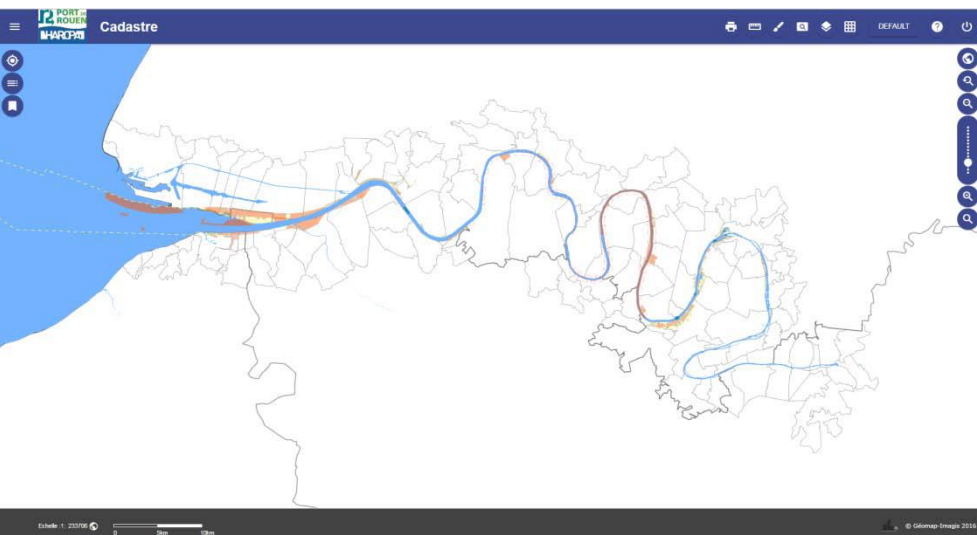 PORT DE
ROUEN
HAROPA
Cadastre
DEFAULT
Echelle :1: 233706
0 5km 10km
© Géomap-Imagis 2016